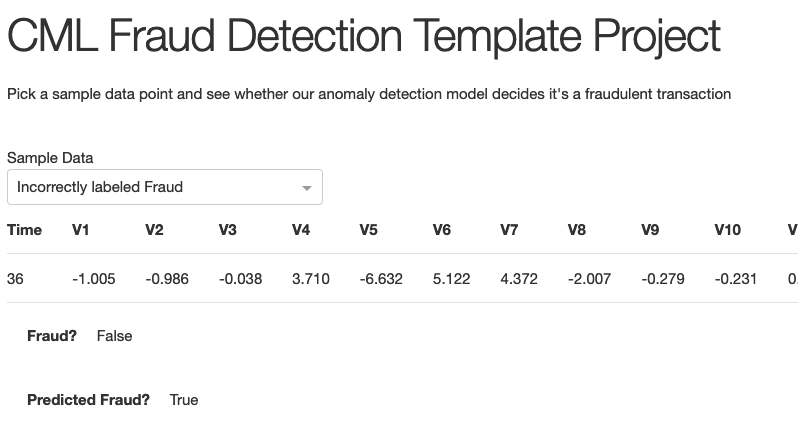 CML Fraud Detection Template Project
Pick a sample data point and see whether our anomaly detection model decides it's a fraudulent transaction
Sample Data
Incorrectly labeled Fraud
Time V1 V2 V3 V4 V5 V6 V7 V8 V9 V10 V
36 -1.005 -0.986 -0.038 3.710 -6.632 5.122 4.372 -2.007 -0.279 -0.231 0.
Fraud? False
Predicted Fraud? True